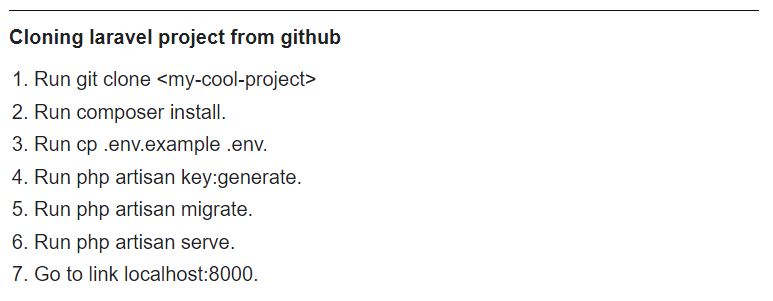 Cloning laravel project from github
1. Run git clone <my-cool-project>
2. Run composer install.
3. Run cp .env.example .env.
4. Run php artisan key:generate.
5. Run php artisan migrate.
6. Run php artisan serve.
7. Go to link localhost:8000.